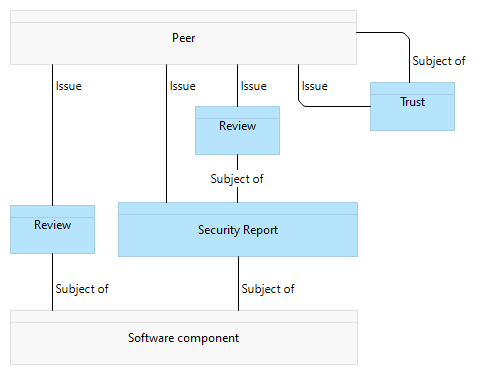 Peer
Subject of
Issue
Issue
Issue
Issue
Trust
Review
Subject of
Review
Security Report
Subject of
Subject of
Software component